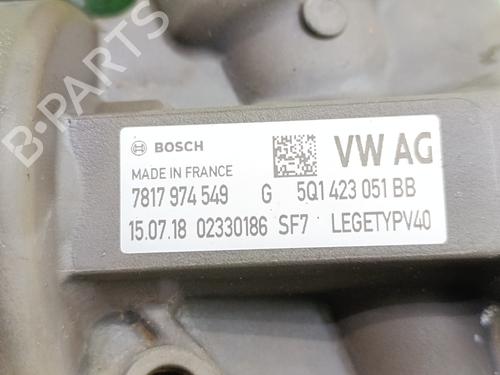 BOSCH
VW AG
MADE IN FRANCE
7817 974 549 G 5Q1 423 051 BB
15.07.18 02330186 SF7 LEGETYPV40
B-PARTS